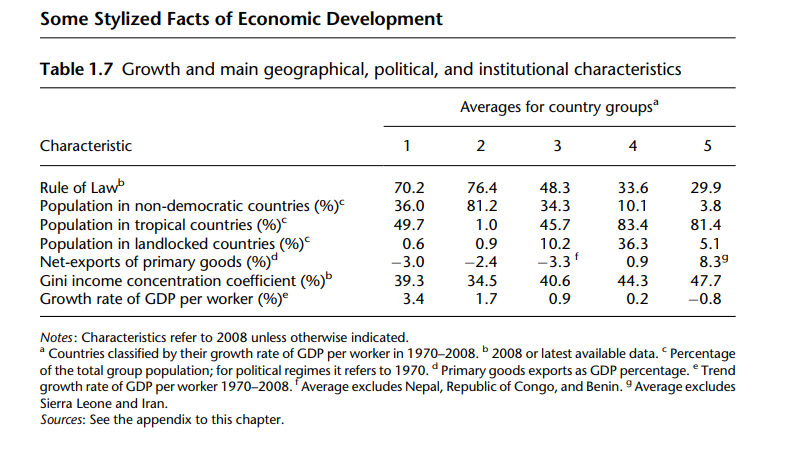 Some Stylized Facts of Economic Development
Table 1.7 Growth and main geographical, political, and institutional characteristics
Averages for country groupsᵃ
Characteristic 1 2 3 4 5
Rule of Lawᵇ 70.2 76.4 48.3 33.6 29.9
Population in non-democratic countries (%)ᶜ 36.0 81.2 34.3 10.1 3.8
Population in tropical countries (%)ᶜ 49.7 1.0 45.7 83.4 81.4
Population in landlocked countries (%)ᶜ 0.6 0.9 10.2 36.3 5.1
Net-exports of primary goods (%)ᵈ −3.0 −2.4 −3.3 ᶠ 0.9 8.3ᵍ
Gini income concentration coefficient (%)ᵇ 39.3 34.5 40.6 44.3 47.7
Growth rate of GDP per worker (%)ᵉ 3.4 1.7 0.9 0.2 −0.8
Notes: Characteristics refer to 2008 unless otherwise indicated.
ᵃ Countries classified by their growth rate of GDP per worker in 1970–2008. ᵇ 2008 or latest available data. ᶜ Percentage
of the total group population; for political regimes it refers to 1970. ᵈ Primary goods exports as GDP percentage. ᵉ Trend
growth rate of GDP per worker 1970–2008. ᶠ Average excludes Nepal, Republic of Congo, and Benin. ᵍ Average excludes
Sierra Leone and Iran.
Sources: See the appendix to this chapter.